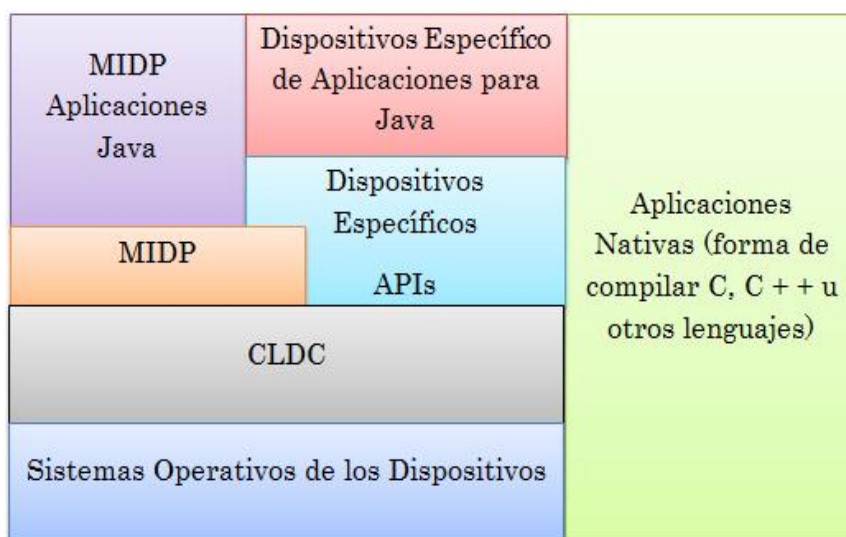 MIDP
Aplicaciones
Java
Dispositivos Específico
de Aplicaciones para
Java
Dispositivos
Específicos
APIs
MIDP
CLDC
Sistemas Operativos de los Dispositivos
Aplicaciones
Nativas (forma de
compilar C, C + + u
otros lenguajes)